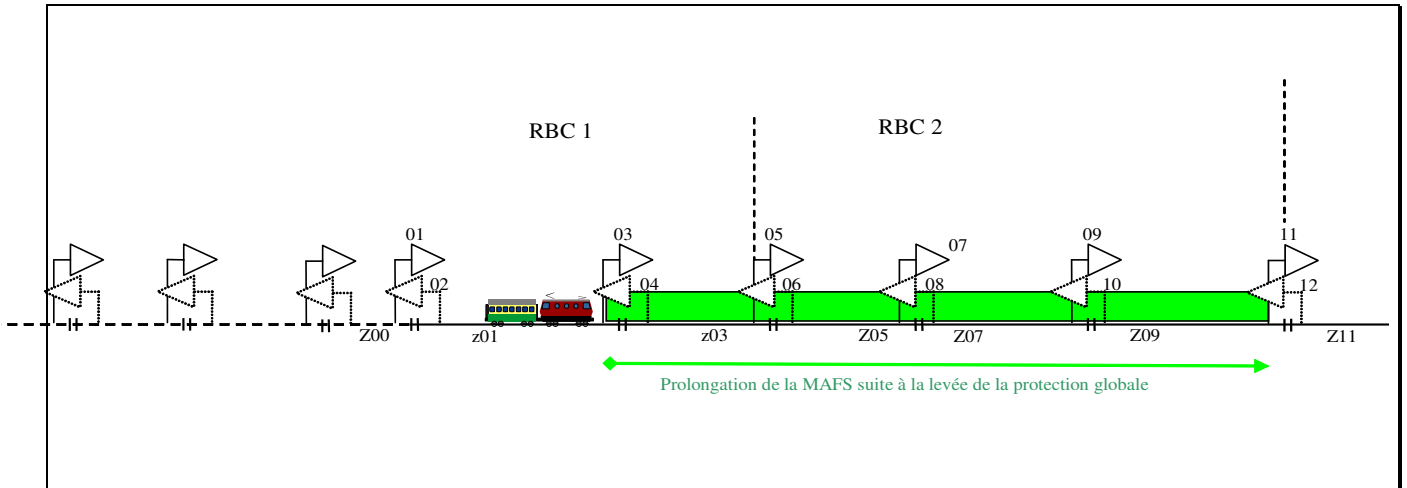 RBC 1
RBC 2
01
03
05
07
09
11
02
04
06
08
10
12
Z00
z01
z03
Z05
Z07
Z09
Z11
Prolongation de la MAFS suite à la levée de la protection globale